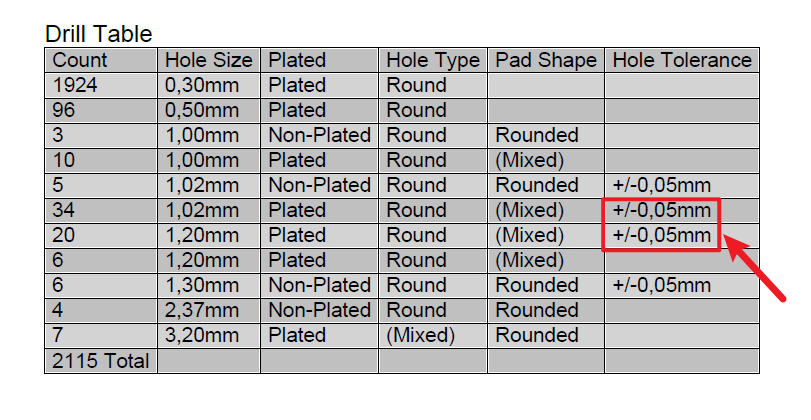 Drill Table
Count Hole Size Plated Hole Type Pad Shape Hole Tolerance
1924 0,30mm Plated Round
96 0,50mm Plated Round
3 1,00mm Non-Plated Round Rounded
10 1,00mm Plated Round (Mixed)
5 1,02mm Non-Plated Round Rounded +/-0,05mm
34 1,02mm Plated Round (Mixed) +/-0,05mm
20 1,20mm Plated Round (Mixed) +/-0,05mm
6 1,20mm Plated Round (Mixed)
6 1,30mm Non-Plated Round Rounded +/-0,05mm
4 2,37mm Non-Plated Round Rounded
7 3,20mm Plated (Mixed) Rounded
2115 Total